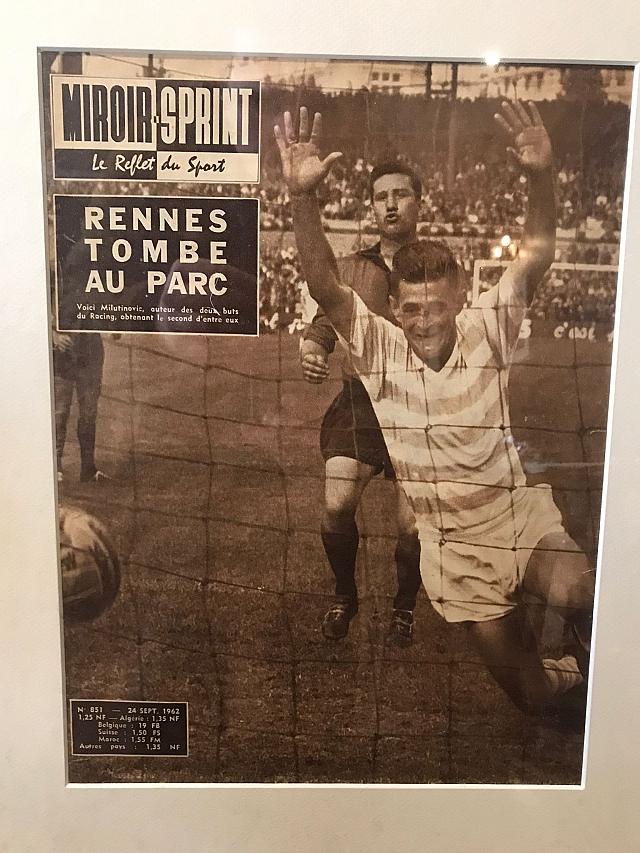 MIROIR-SPRINT
Le Reflet du Sport
RENNES
TOMBE
AU PARC
Voici Milutinovic, auteur des deux buts
du Racing, obtenant le second d'entre eux
N° 851 — 24 SEPT. 1962
1,25 NF — Algérie : 1,35 NF
Belgique : 19 FB
Suisse : 1,50 FS
Maroc : 1,55 FM
Autres pays : 1,35 NF